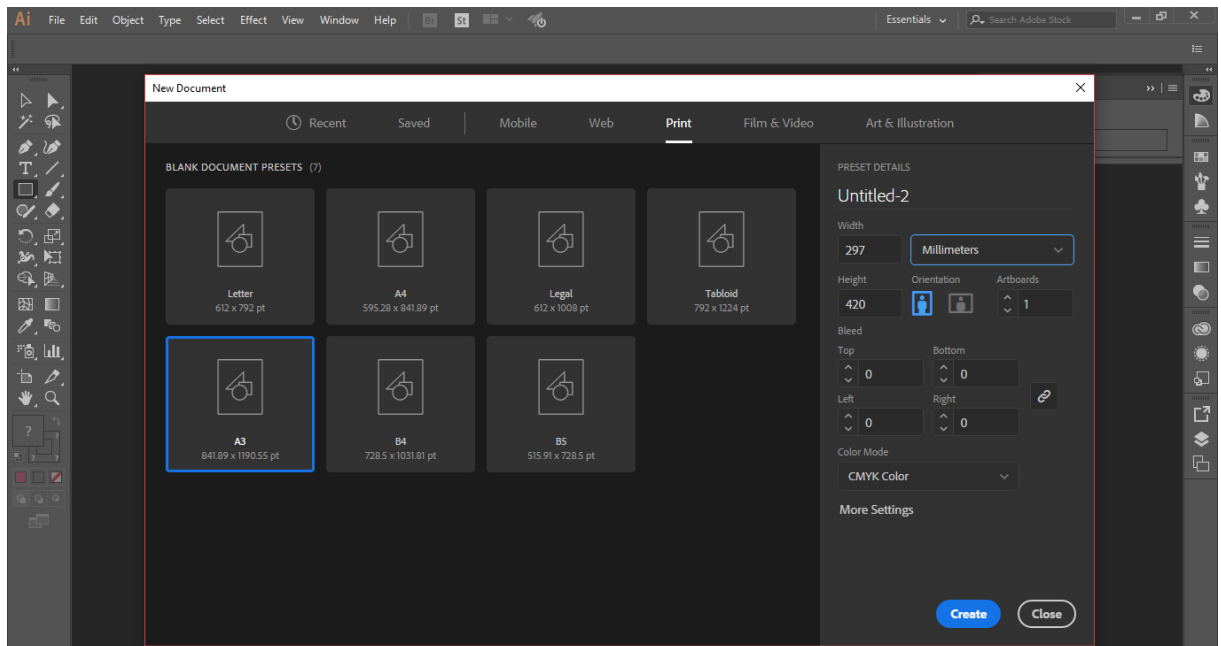 Ai File Edit Object Type Select Effect View Window Help Br St Essentials Search Adobe Stock
New Document
Recent Saved Mobile Web Print Film & Video Art & Illustration
BLANK DOCUMENT PRESETS (7)
Letter
612 x 792 pt
A4
595.28 x 841.89 pt
Legal
612 x 1008 pt
Tabloid
792 x 1224 pt
A3
841.89 x 1190.55 pt
B4
728.5 x 1031.81 pt
B5
515.91 x 728.5 pt
PRESET DETAILS
Untitled-2
Width
297 Millimeters
Height Orientation Artboards
420 1
Bleed
Top Bottom
0 0
Left Right
0 0
Color Mode
CMYK Color
More Settings
Create Close